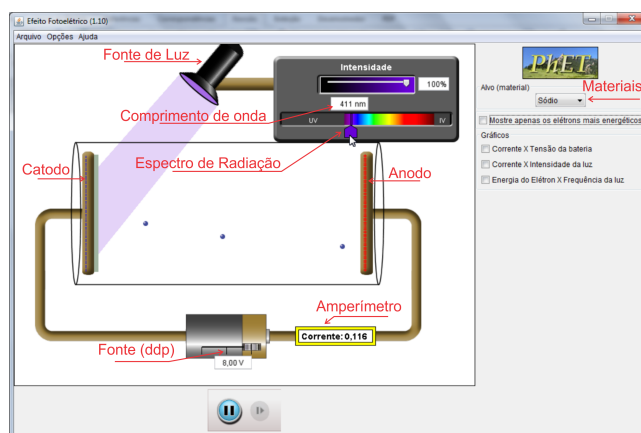 Efeito Fotoelétrico (1.10)
Arquivo Opções Ajuda
Fonte de Luz
Intensidade
100%
411 nm
Comprimento de onda
UV
IV
Espectro de Radiação
Catodo
Anodo
Amperímetro
Corrente: 0,116
Fonte (ddp)
8,00 V
PhET
Alvo (material)
Materiais
Sódio
Mostre apenas os elétrons mais energéticos
Gráficos
Corrente X Tensão da bateria
Corrente X Intensidade da luz
Energia do Elétron X Frequência da luz